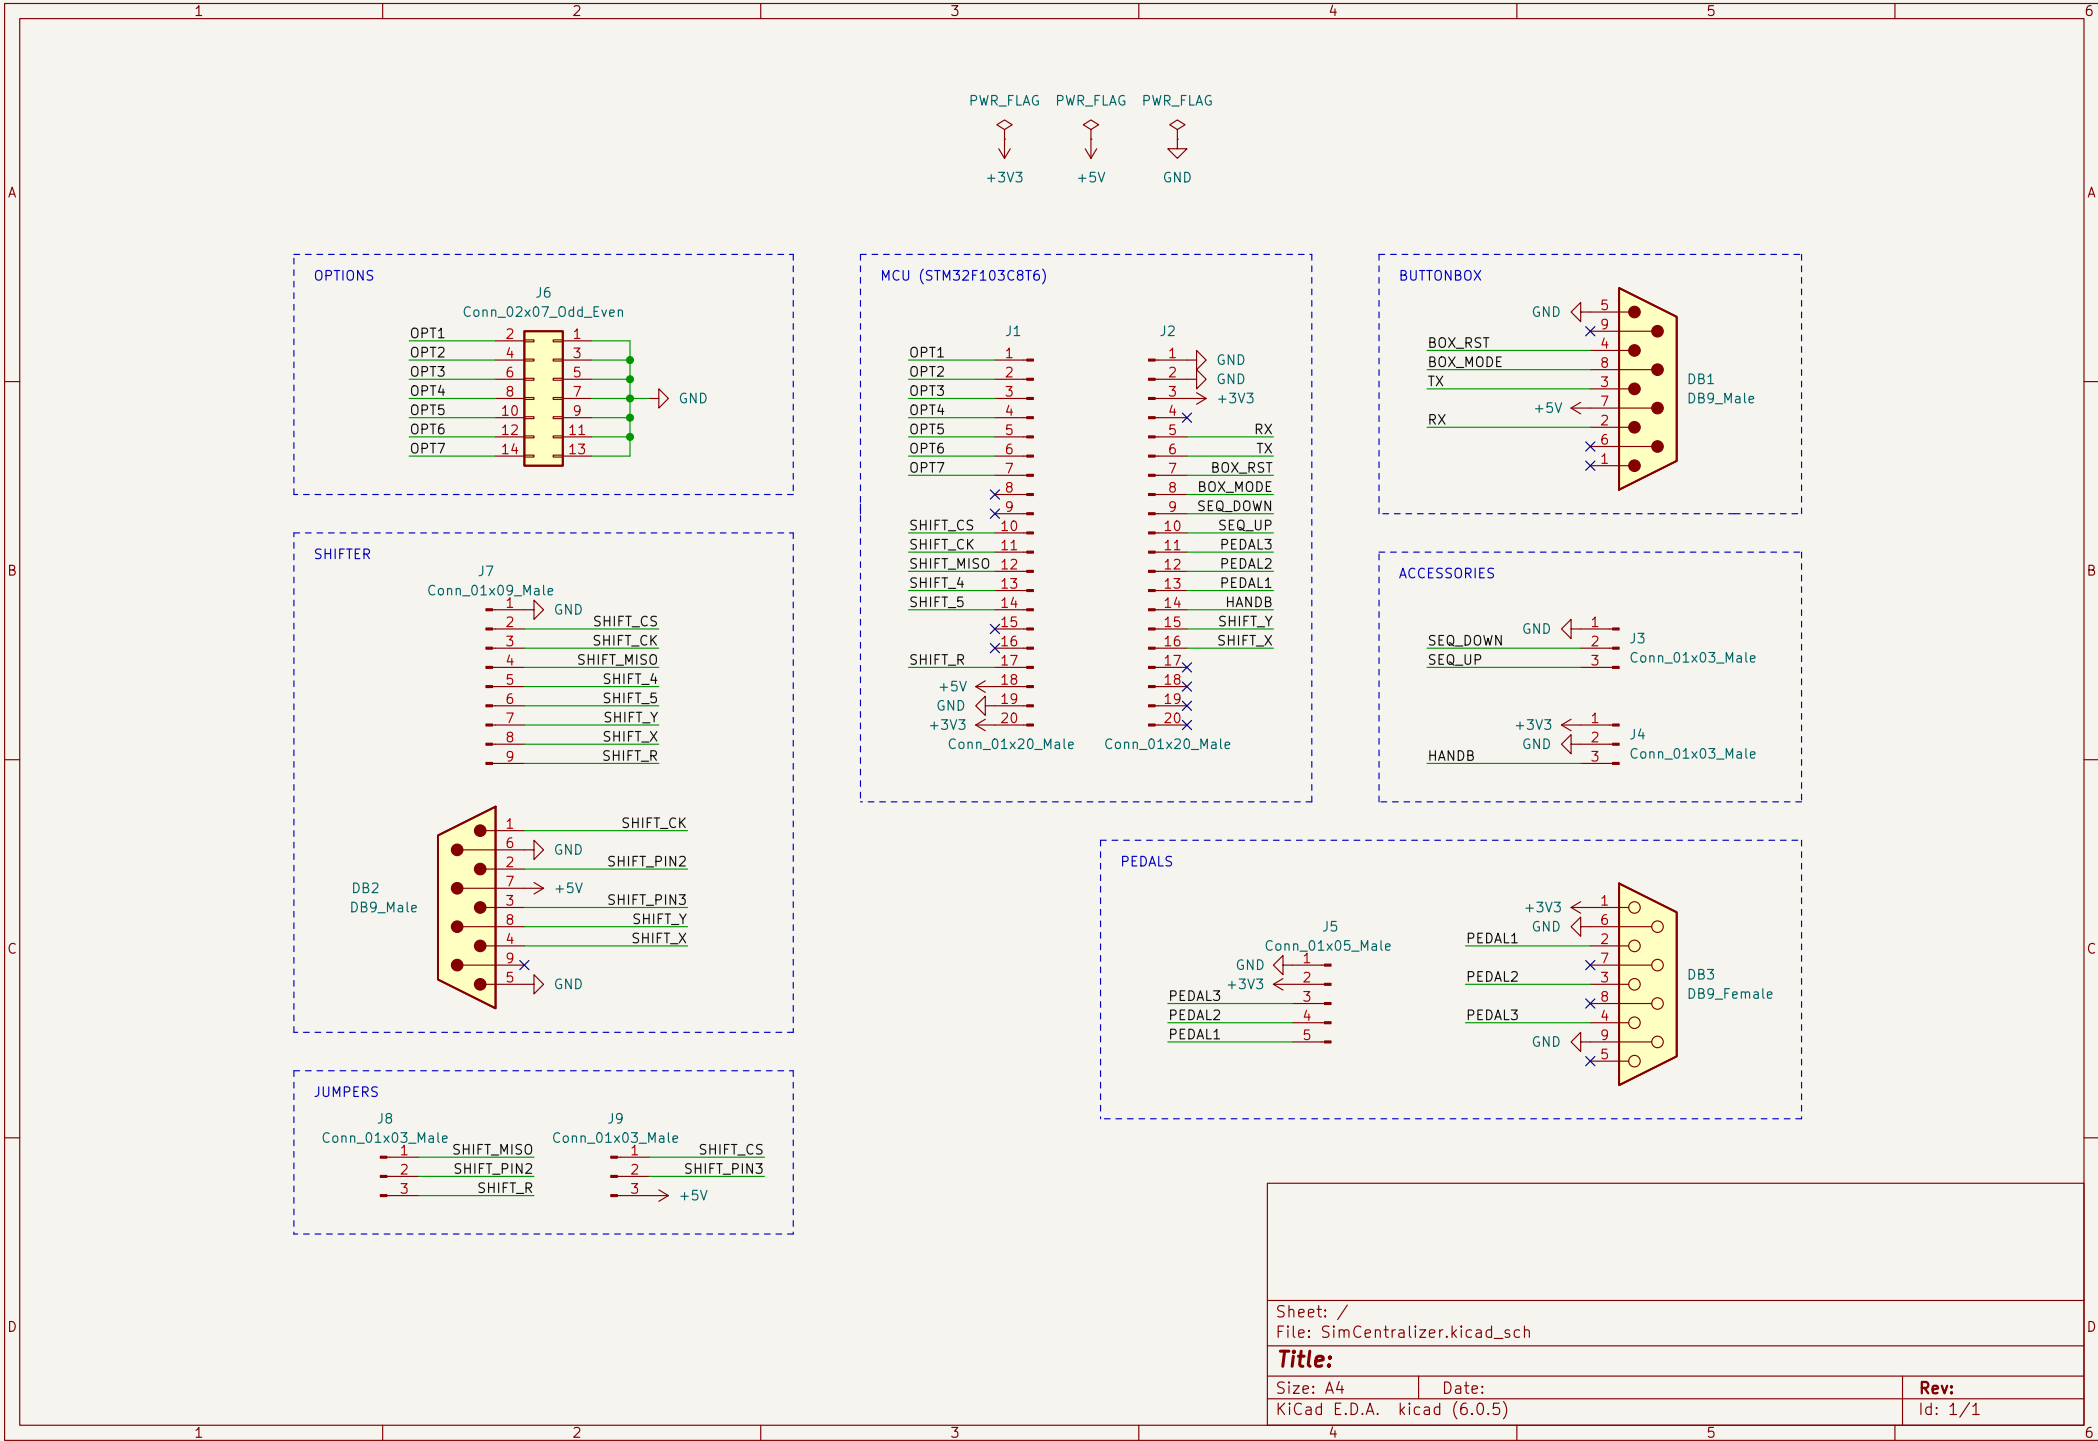 1 2 3 4 5 6
PWR_FLAG PWR_FLAG PWR_FLAG
+3V3 +5V GND
A A
B B
C C
D D
OPTIONS
J6
Conn_02x07_Odd_Even
OPT1 2 1
OPT2 4 3
OPT3 6 5
OPT4 8 7 GND
OPT5 10 9
OPT6 12 11
OPT7 14 13
SHIFTER
J7
Conn_01x09_Male
1 GND
2 SHIFT_CS
3 SHIFT_CK
4 SHIFT_MISO
5 SHIFT_4
6 SHIFT_5
7 SHIFT_Y
8 SHIFT_X
9 SHIFT_R
DB2
DB9_Male
1 SHIFT_CK
6 GND
2 SHIFT_PIN2
7 +5V
3 SHIFT_PIN3
8 SHIFT_Y
4 SHIFT_X
9
5 GND
JUMPERS
J8
Conn_01x03_Male
1 SHIFT_MISO
2 SHIFT_PIN2
3 SHIFT_R
J9
Conn_01x03_Male
1 SHIFT_CS
2 SHIFT_PIN3
3 +5V
MCU (STM32F103C8T6)
J1
OPT1 1
OPT2 2
OPT3 3
OPT4 4
OPT5 5
OPT6 6
OPT7 7
8
9
SHIFT_CS 10
SHIFT_CK 11
SHIFT_MISO 12
SHIFT_4 13
SHIFT_5 14
15
16
SHIFT_R 17
+5V 18
GND 19
+3V3 20
Conn_01x20_Male
J2
1 GND
2 GND
3 +3V3
4
5 RX
6 TX
7 BOX_RST
8 BOX_MODE
9 SEQ_DOWN
10 SEQ_UP
11 PEDAL3
12 PEDAL2
13 PEDAL1
14 HANDB
15 SHIFT_Y
16 SHIFT_X
17
18
19
20
Conn_01x20_Male
BUTTONBOX
GND 5
9
BOX_RST 4
BOX_MODE 8
TX 3
+5V 7
RX 2
6
1
DB1
DB9_Male
ACCESSORIES
GND 1
SEQ_DOWN 2
SEQ_UP 3
J3
Conn_01x03_Male
+3V3 1
GND 2
HANDB 3
J4
Conn_01x03_Male
PEDALS
J5
Conn_01x05_Male
GND 1
+3V3 2
PEDAL3 3
PEDAL2 4
PEDAL1 5
+3V3 1
GND 6
PEDAL1 2
7
PEDAL2 3
8
PEDAL3 4
GND 9
5
DB3
DB9_Female
Sheet: /
File: SimCentralizer.kicad_sch
Title:
Size: A4 Date: Rev:
KiCad E.D.A. kicad (6.0.5) Id: 1/1
1 2 3 4 5 6